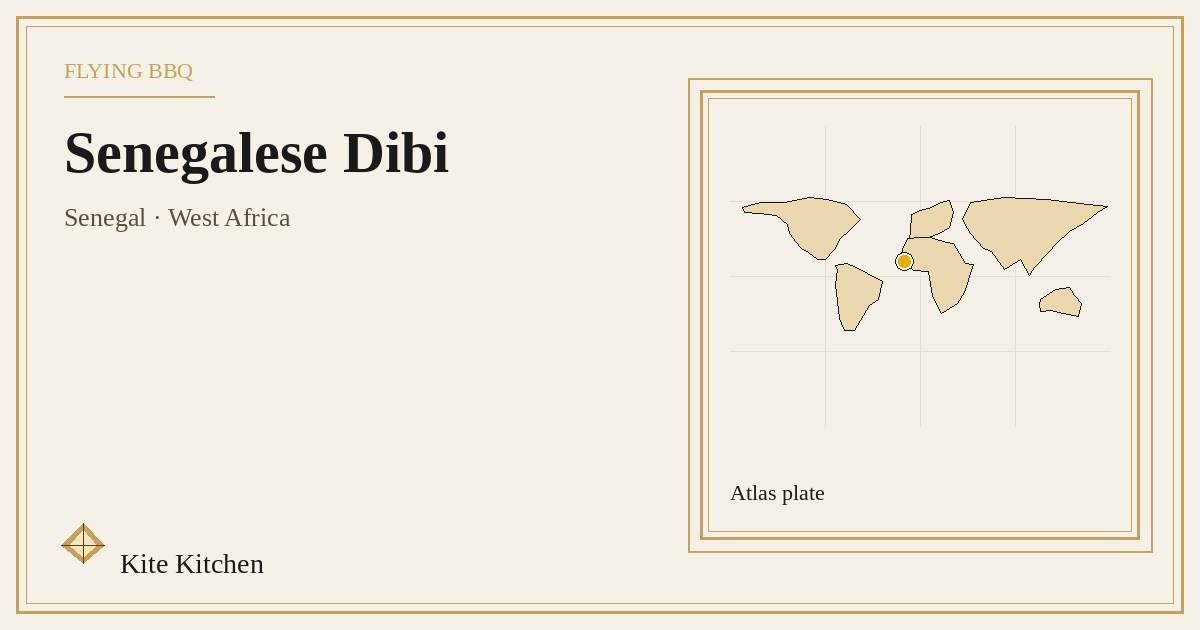 FLYING BBQ
Senegalese Dibi
Senegal · West Africa
Atlas plate
Kite Kitchen